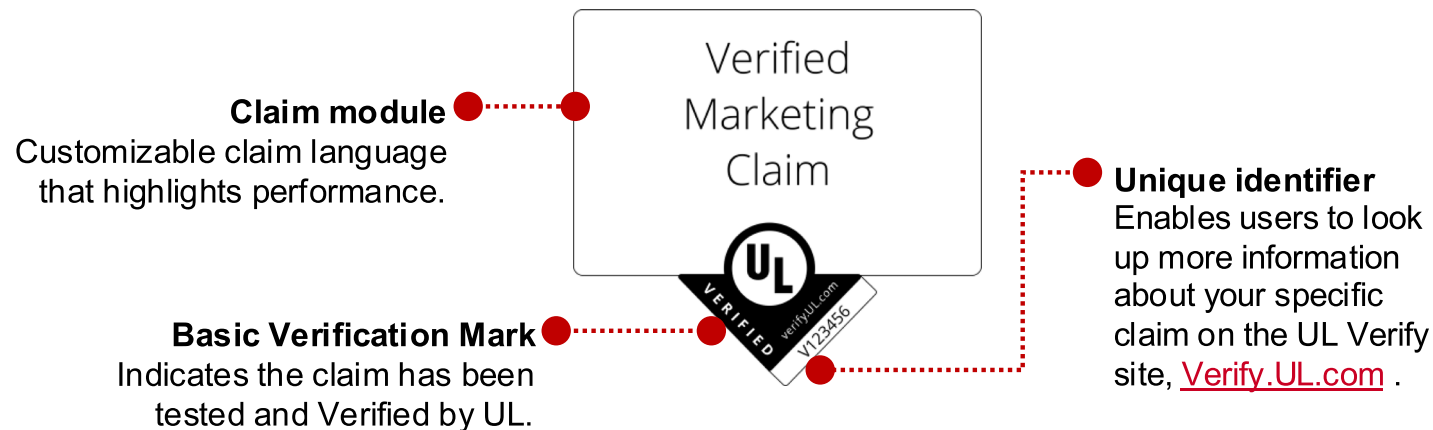 Verified
Marketing
Claim
Claim module
Customizable claim language
that highlights performance.
UL
VERIFIED
verify.UL.com
V123456
Basic Verification Mark
Indicates the claim has been
tested and Verified by UL.
Unique identifier
Enables users to look
up more information
about your specific
claim on the UL Verify
site, Verify.UL.com .